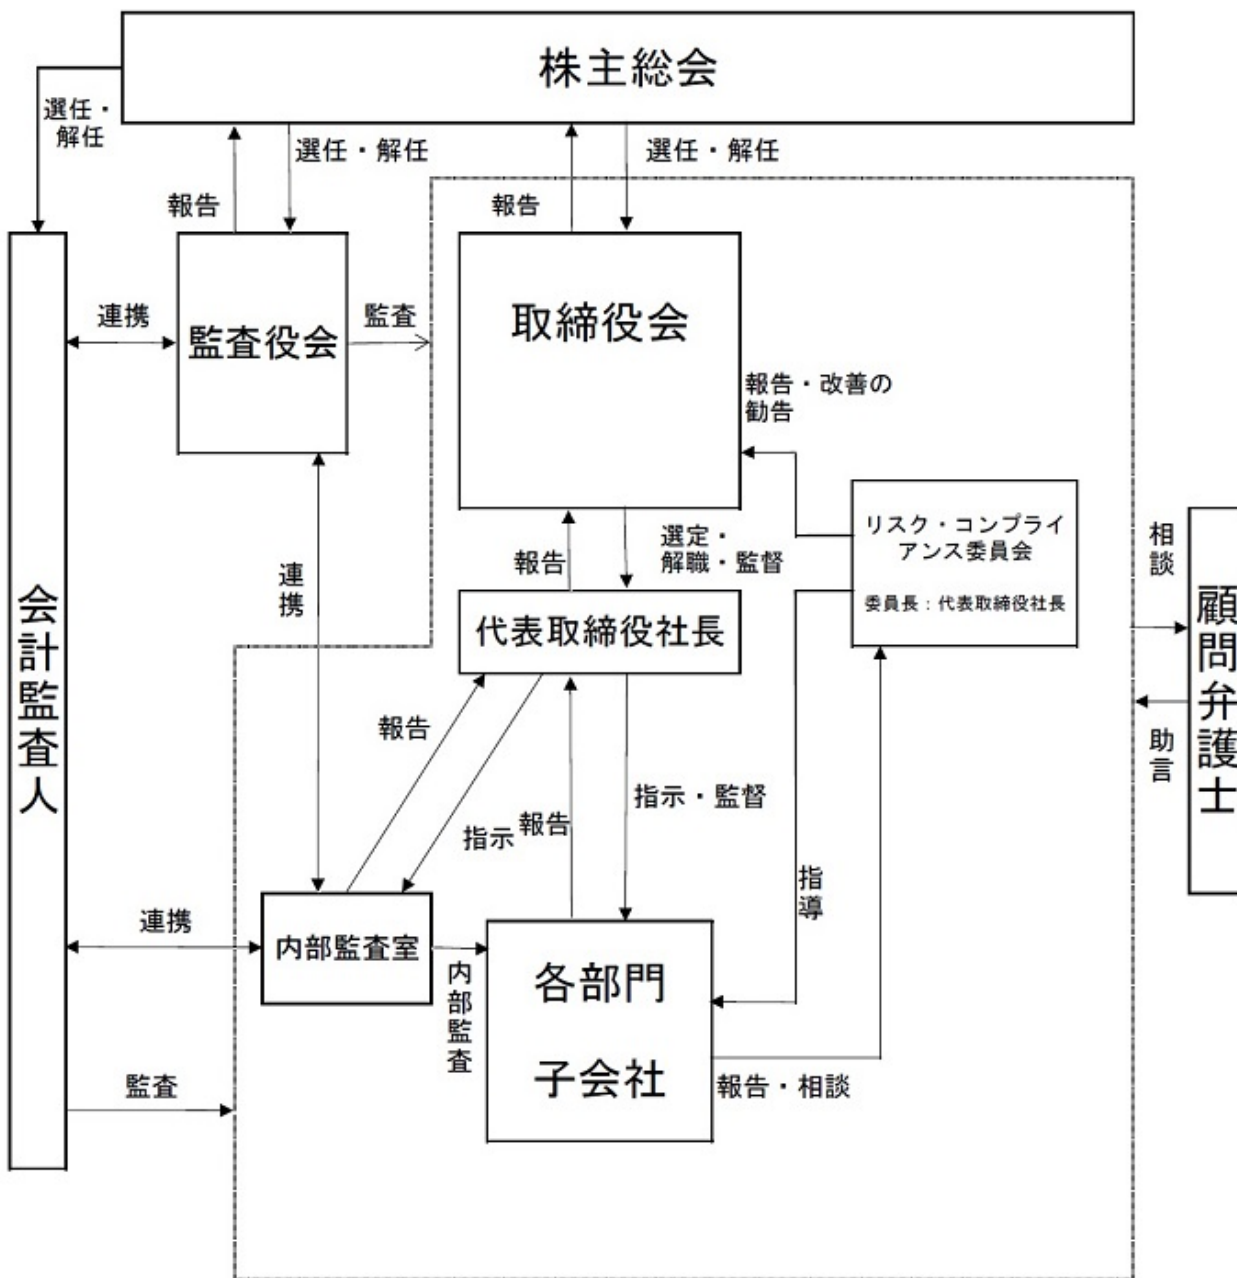 株主総会
選任・
解任
選任・解任
選任・解任
報告
報告
連携
監査役会
監査
取締役会
報告・改善の
勧告
リスク・コンプライ
アンス委員会
委員長：代表取締役社長
相談
顧問弁護士
助言
選定・
解職・監督
報告
連携
代表取締役社長
会計監査人
報告
指示
報告
指示・監督
指導
連携
内部監査室
内部監査
各部門
子会社
報告・相談
監査